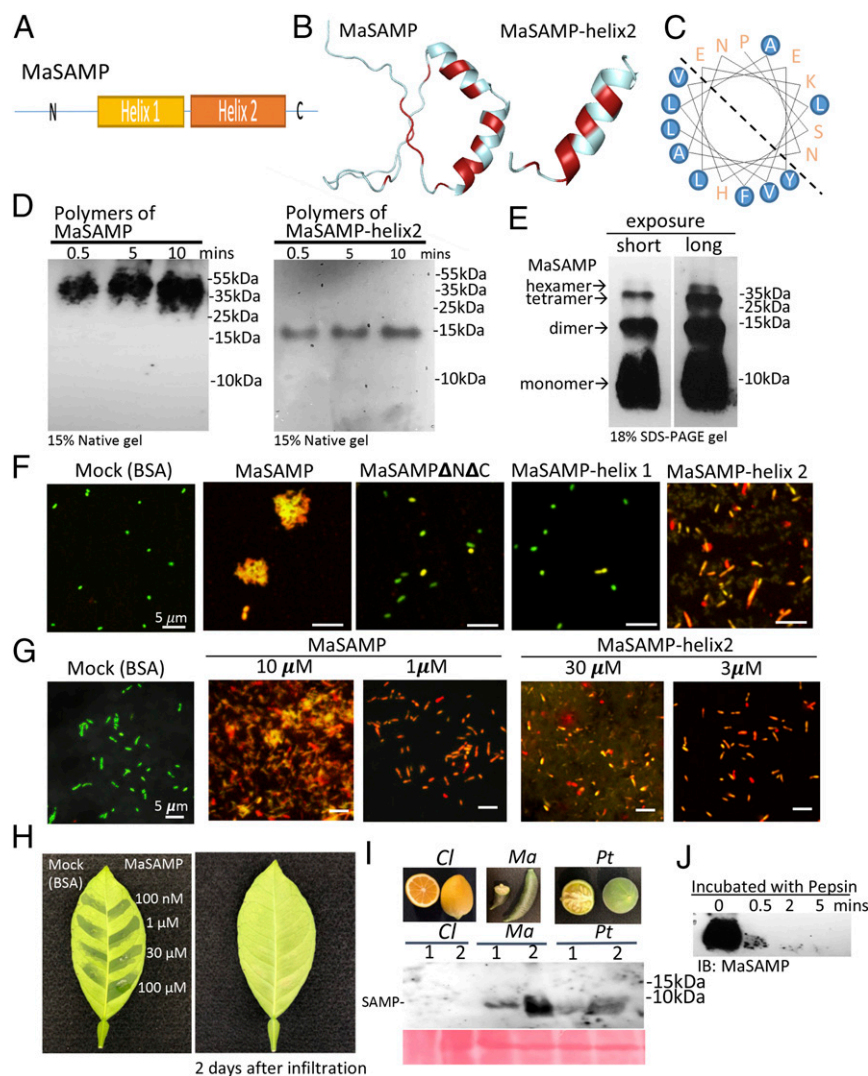 A
MaSAMP
N Helix 1 Helix 2 C
B
MaSAMP MaSAMP-helix2
C
E N P A E K L S N Y V F H L A L L V
D
Polymers of
MaSAMP
0.5 5 10 mins
-55kDa
-35kDa
-25kDa
-15kDa
-10kDa
15% Native gel
Polymers of
MaSAMP-helix2
0.5 5 10 mins
-55kDa
-35kDa
-25kDa
-15kDa
-10kDa
15% Native gel
E
exposure
short long
MaSAMP
hexamer→
tetramer→
dimer→
monomer→
-35kDa
-25kDa
-15kDa
-10kDa
18% SDS-PAGE gel
F
Mock (BSA) MaSAMP MaSAMPΔNΔC MaSAMP-helix 1 MaSAMP-helix 2
5 μm
G
Mock (BSA)
MaSAMP
10 μM 1μM
MaSAMP-helix2
30 μM 3μM
5 μm
H
Mock
(BSA)
MaSAMP
100 nM
1 μM
30 μM
100 μM
2 days after infiltration
I
Cl Ma Pt
Cl Ma Pt
1 2 1 2 1 2
-15kDa
-10kDa
SAMP-
J
Incubated with Pepsin
0 0.5 2 5 mins
IB: MaSAMP